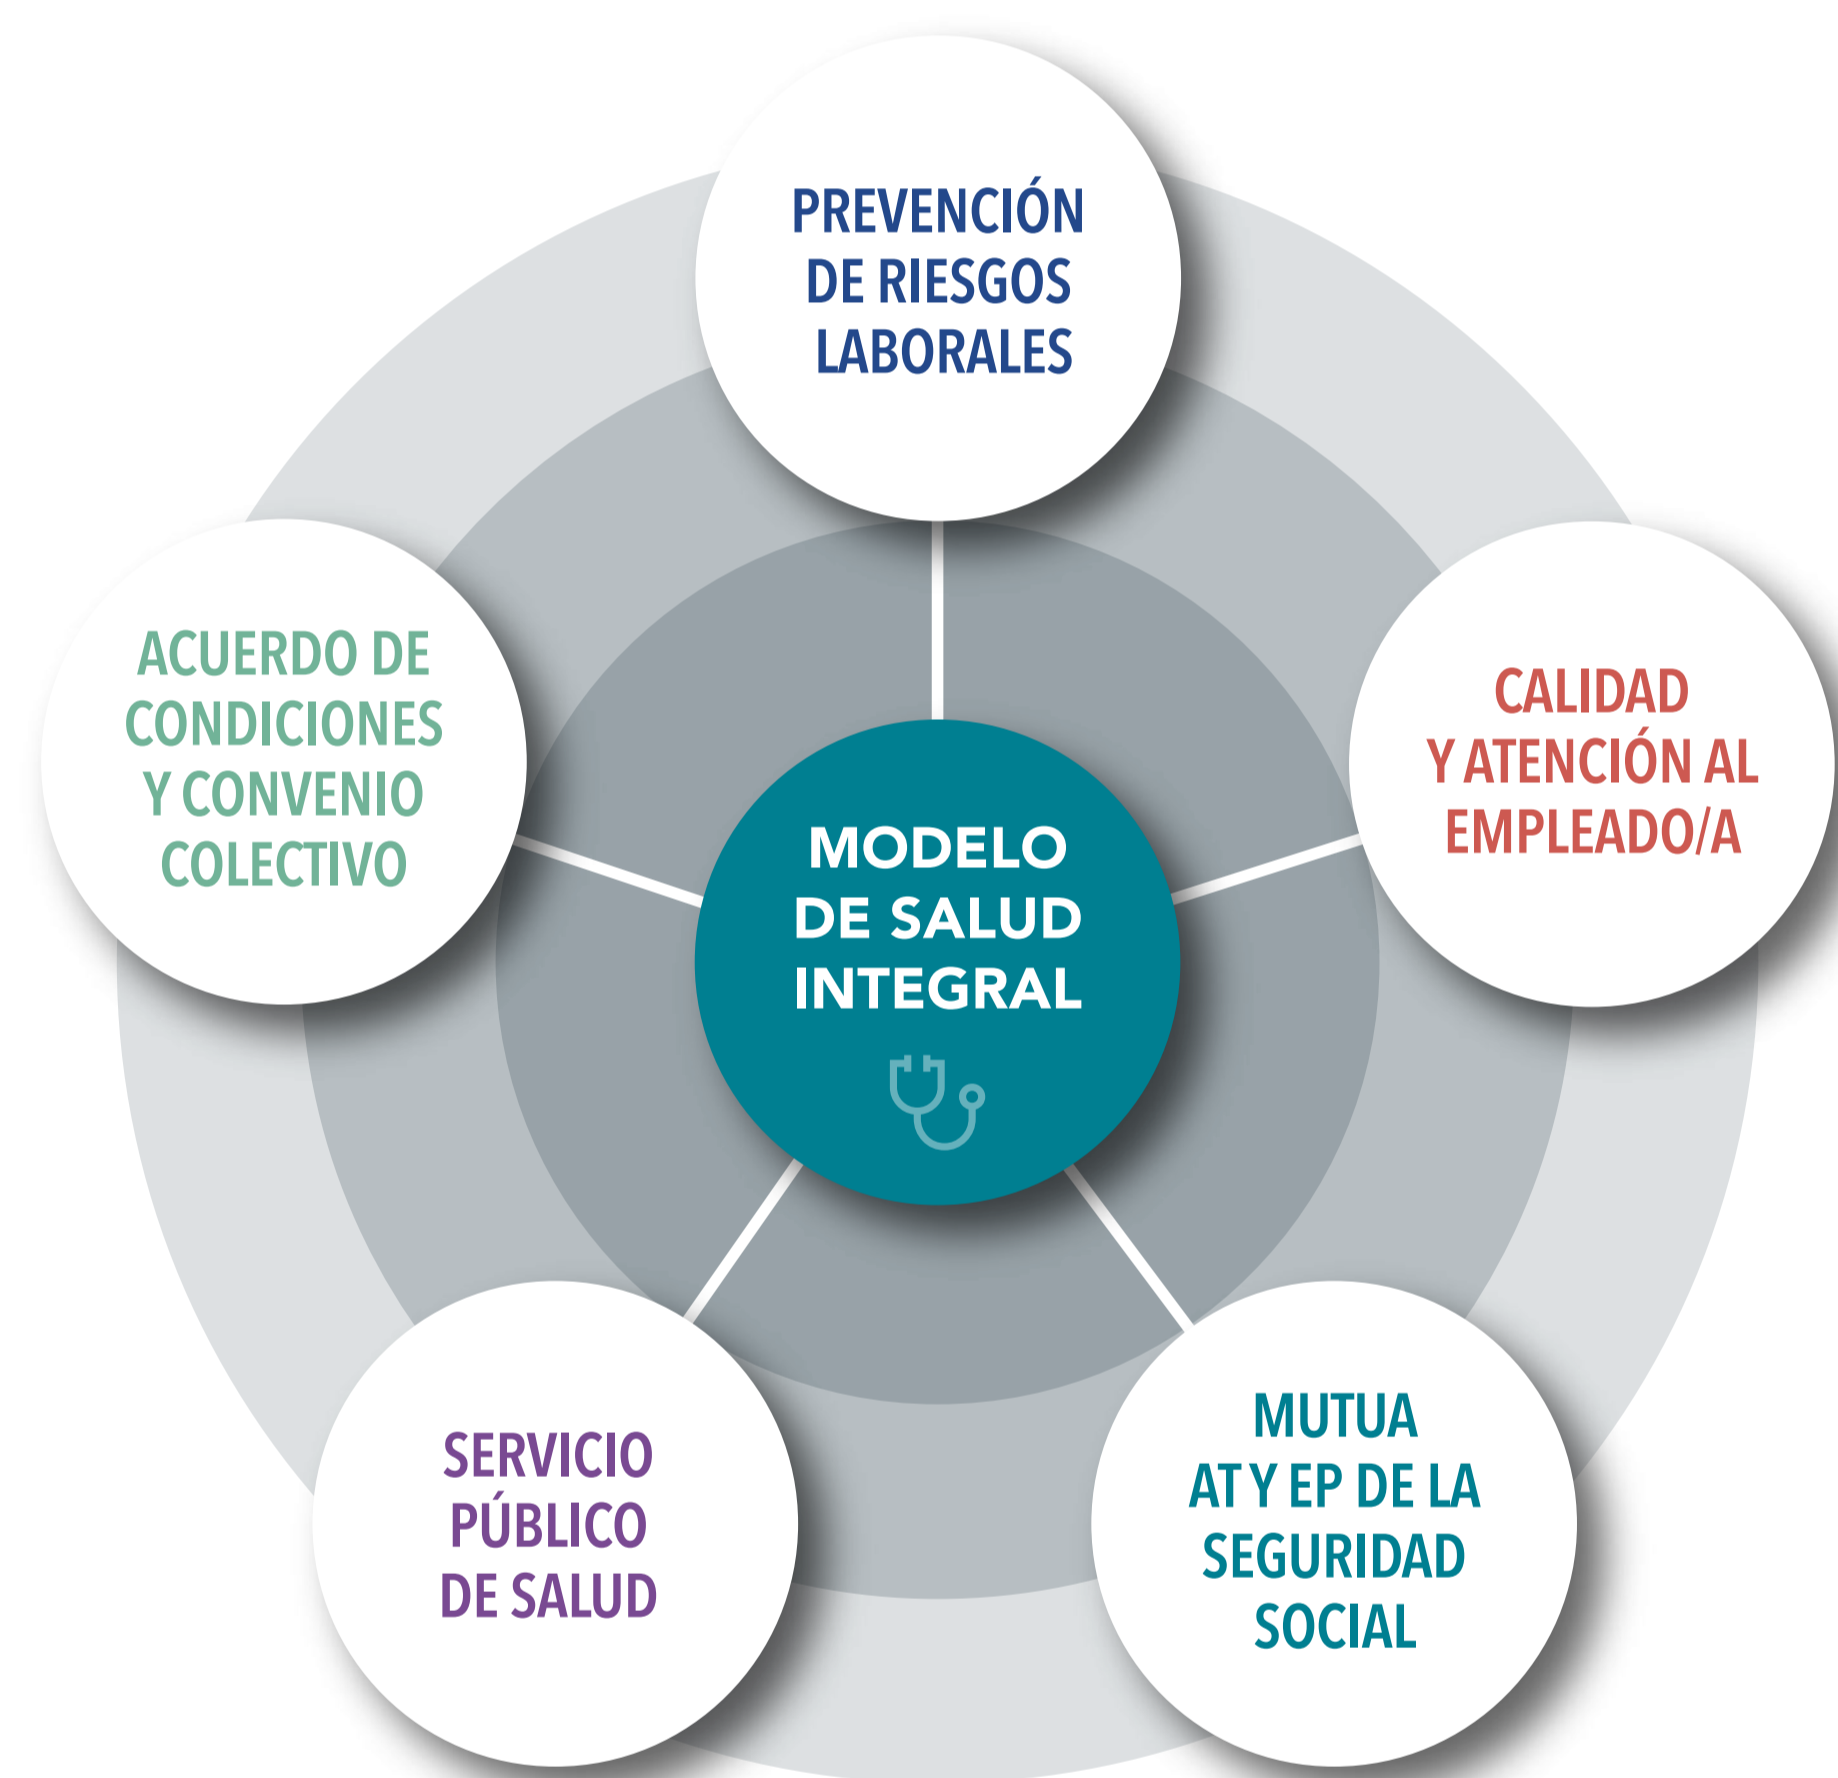 PREVENCIÓN
DE RIESGOS
LABORALES
ACUERDO DE
CONDICIONES
Y CONVENIO
COLECTIVO
CALIDAD
Y ATENCIÓN AL
EMPLEADO/A
MODELO
DE SALUD
INTEGRAL
SERVICIO
PÚBLICO
DE SALUD
MUTUA
AT Y EP DE LA
SEGURIDAD
SOCIAL